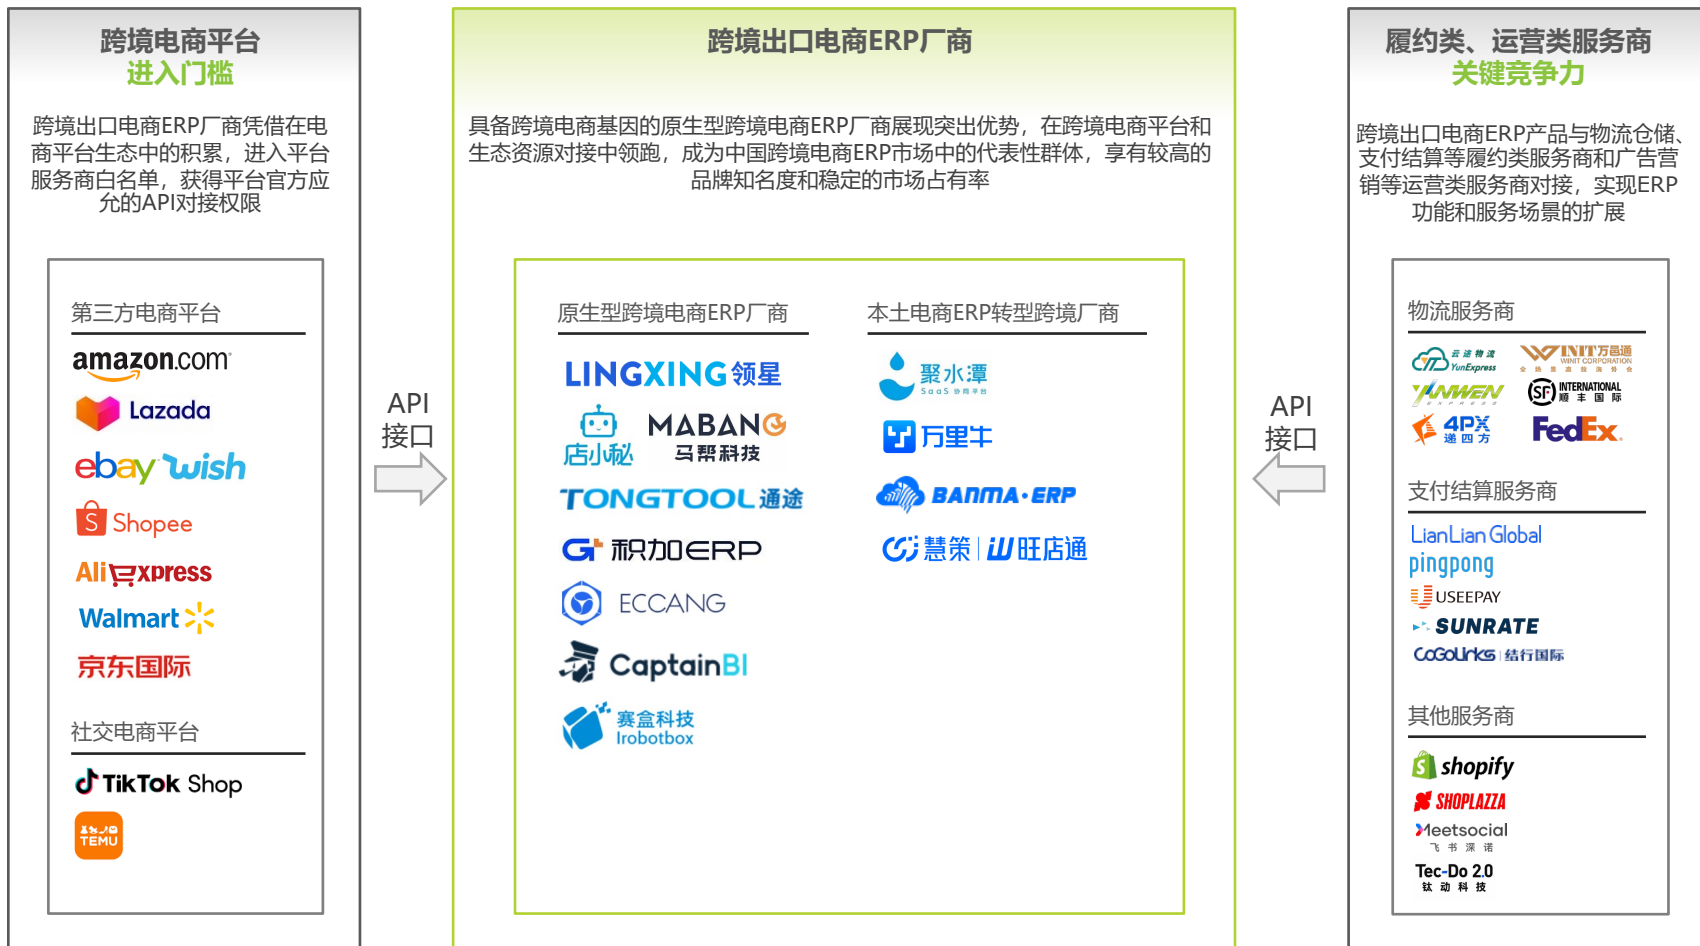 跨境电商平台
进入门槛
跨境出口电商ERP厂商凭借在电
商平台生态中的积累，进入平台
服务商白名单，获得平台官方应
允的API对接权限
第三方电商平台
amazon.com
Lazada
ebay wish
Shopee
AliExpress
Walmart
京东国际
社交电商平台
TikTok Shop
TEMU
API
接口
跨境出口电商ERP厂商
具备跨境电商基因的原生型跨境电商ERP厂商展现突出优势，在跨境电商平台和
生态资源对接中领跑，成为中国跨境电商ERP市场中的代表性群体，享有较高的
品牌知名度和稳定的市场占有率
原生型跨境电商ERP厂商
LINGXING 领星
店小秘
MABANG
马帮科技
TONGTOOL 通途
G+ 积加ERP
ECCANG
CaptainBI
赛盒科技
Irobotbox
本土电商ERP转型跨境厂商
聚水潭
SaaS 协同平台
万里牛
BANMA·ERP
慧策 | 旺店通
API
接口
履约类、运营类服务商
关键竞争力
跨境出口电商ERP产品与物流仓储、
支付结算等履约类服务商和广告营
销等运营类服务商对接，实现ERP
功能和服务场景的扩展
物流服务商
云途物流
YunExpress
WINIT万邑通
WINIT CORPORATION
YANWEN
EXPRESS
SF INTERNATIONAL
顺丰国际
4PX
递四方
FedEx.
支付结算服务商
LianLian Global
pingpong
USEEPAY
SUNRATE
CoGoLinks | 结行国际
其他服务商
shopify
SHOPLAZZA
Meetsocial
飞书深诺
Tec-Do 2.0
钛动科技